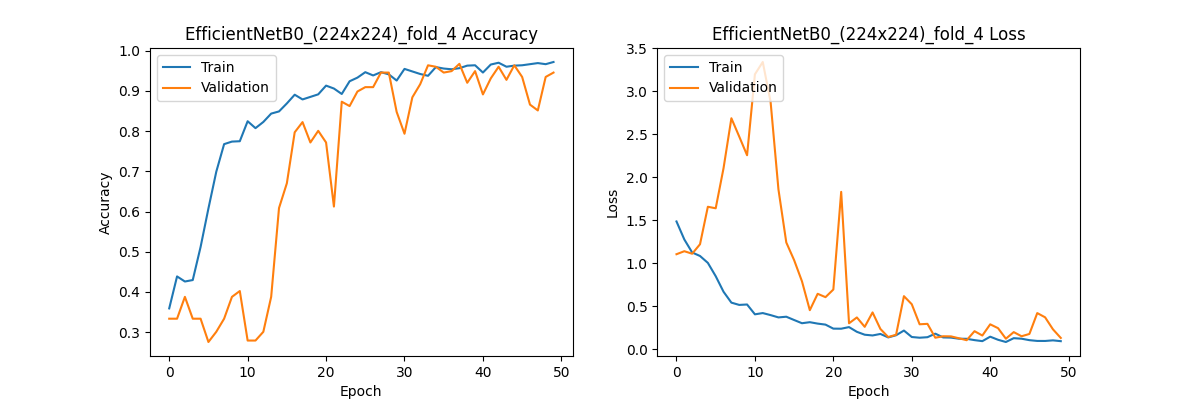 EfficientNetB0_(224x224)_fold_4 Accuracy
Train
Validation
1.0
0.9
0.8
0.7
0.6
0.5
0.4
0.3
Accuracy
0
10
20
30
40
50
Epoch
EfficientNetB0_(224x224)_fold_4 Loss
Train
Validation
3.5
3.0
2.5
2.0
1.5
1.0
0.5
0.0
Loss
0
10
20
30
40
50
Epoch